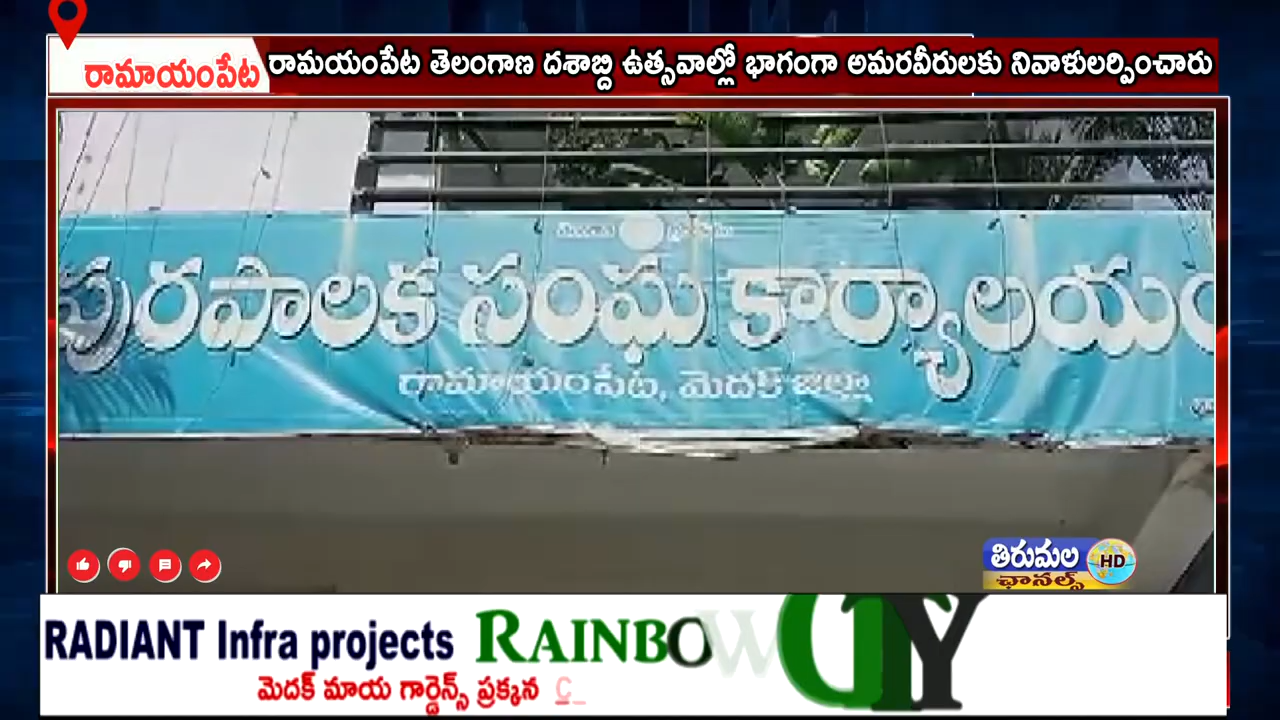 రామాయంపేట
రామయంపేట తెలంగాణ దశాబ్ది ఉత్సవాల్లో భాగంగా అమరవీరులకు నివాళులర్పించారు
పురపాలక సంఘ కార్యాలయం
రామాయంపేట, మెదక్ జిల్లా
తిరుమల
ఛానల్స్
HD
RADIANT Infra projects RAINBOW
మెదక్ మాయ గార్డెన్స్ ప్రక్కన